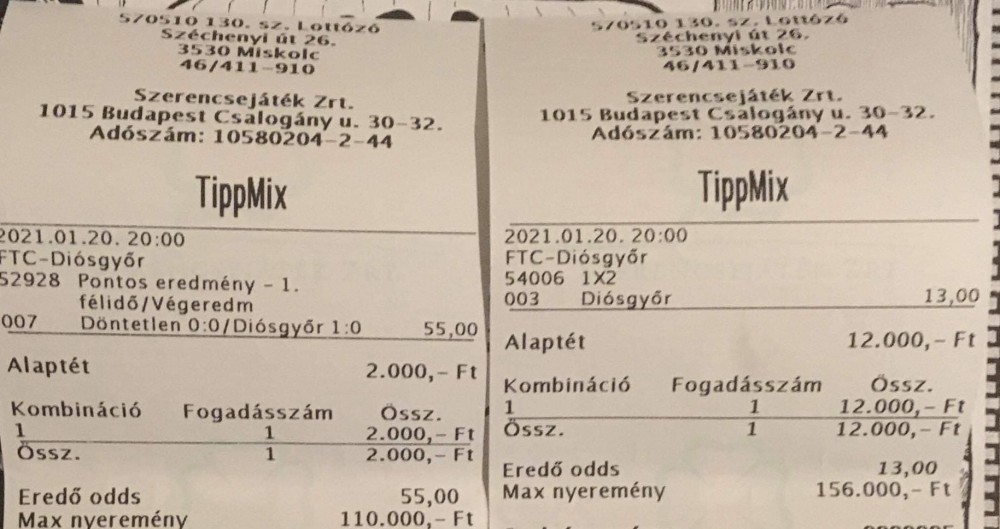 570510 130. sz. Lottózó
Széchenyi út 26.
3530 Miskolc
46/411-910
Szerencsejáték Zrt.
1015 Budapest Csalogány u. 30-32.
Adószám: 10580204-2-44
TippMix
2021.01.20. 20:00
FTC-Diósgyőr
52928 Pontos eredmény - 1.
félidő/Végeredm
007 Döntetlen 0:0/Diósgyőr 1:0 55,00
Alaptét 2.000,- Ft
Kombináció Fogadásszám Össz.
1 1 2.000,- Ft
Össz. 1 2.000,- Ft
Eredő odds 55,00
Max nyeremény 110.000,- Ft
570510 130. sz. Lottózó
Széchenyi út 26.
3530 Miskolc
46/411-910
Szerencsejáték Zrt.
1015 Budapest Csalogány u. 30-32.
Adószám: 10580204-2-44
TippMix
2021.01.20. 20:00
FTC-Diósgyőr
54006 1X2
003 Diósgyőr 13,00
Alaptét 12.000,- Ft
Kombináció Fogadásszám Össz.
1 1 12.000,- Ft
Össz. 1 12.000,- Ft
Eredő odds 13,00
Max nyeremény 156.000,- Ft